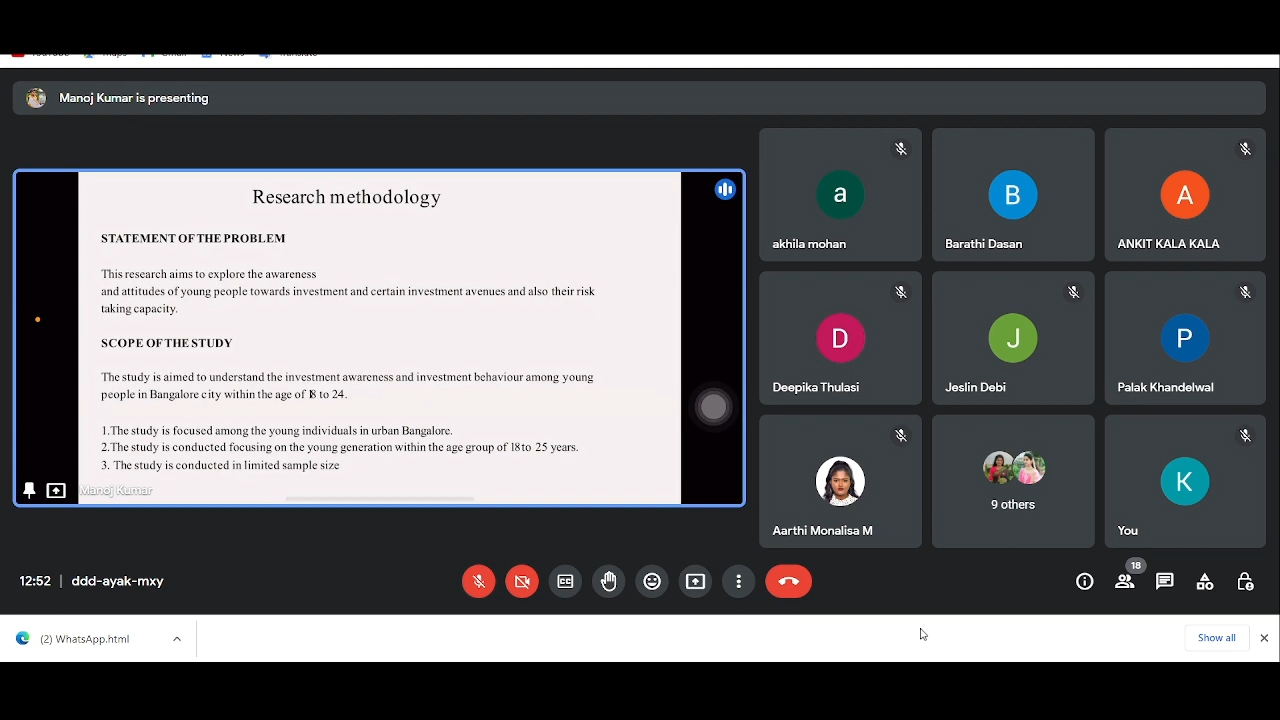 Manoj Kumar is presenting
Research methodology
STATEMENT OF THE PROBLEM
This research aims to explore the awareness
and attitudes of young people towards investment and certain investment avenues and also their risk
taking capacity.
SCOPE OF THE STUDY
The study is aimed to understand the investment awareness and investment behaviour among young
people in Bangalore city within the age of 18 to 24.
1.The study is focused among the young individuals in urban Bangalore.
2.The study is conducted focusing on the young generation within the age group of 18 to 25 years.
3. The study is conducted in limited sample size
Manoj Kumar
a
akhila mohan
B
Barathi Dasan
A
ANKIT KALA KALA
D
Deepika Thulasi
J
Jeslin Debi
P
Palak Khandelwal
Aarthi Monalisa M
9 others
K
You
12:52 | ddd-ayak-mxy
18
(2) WhatsApp.html
Show all